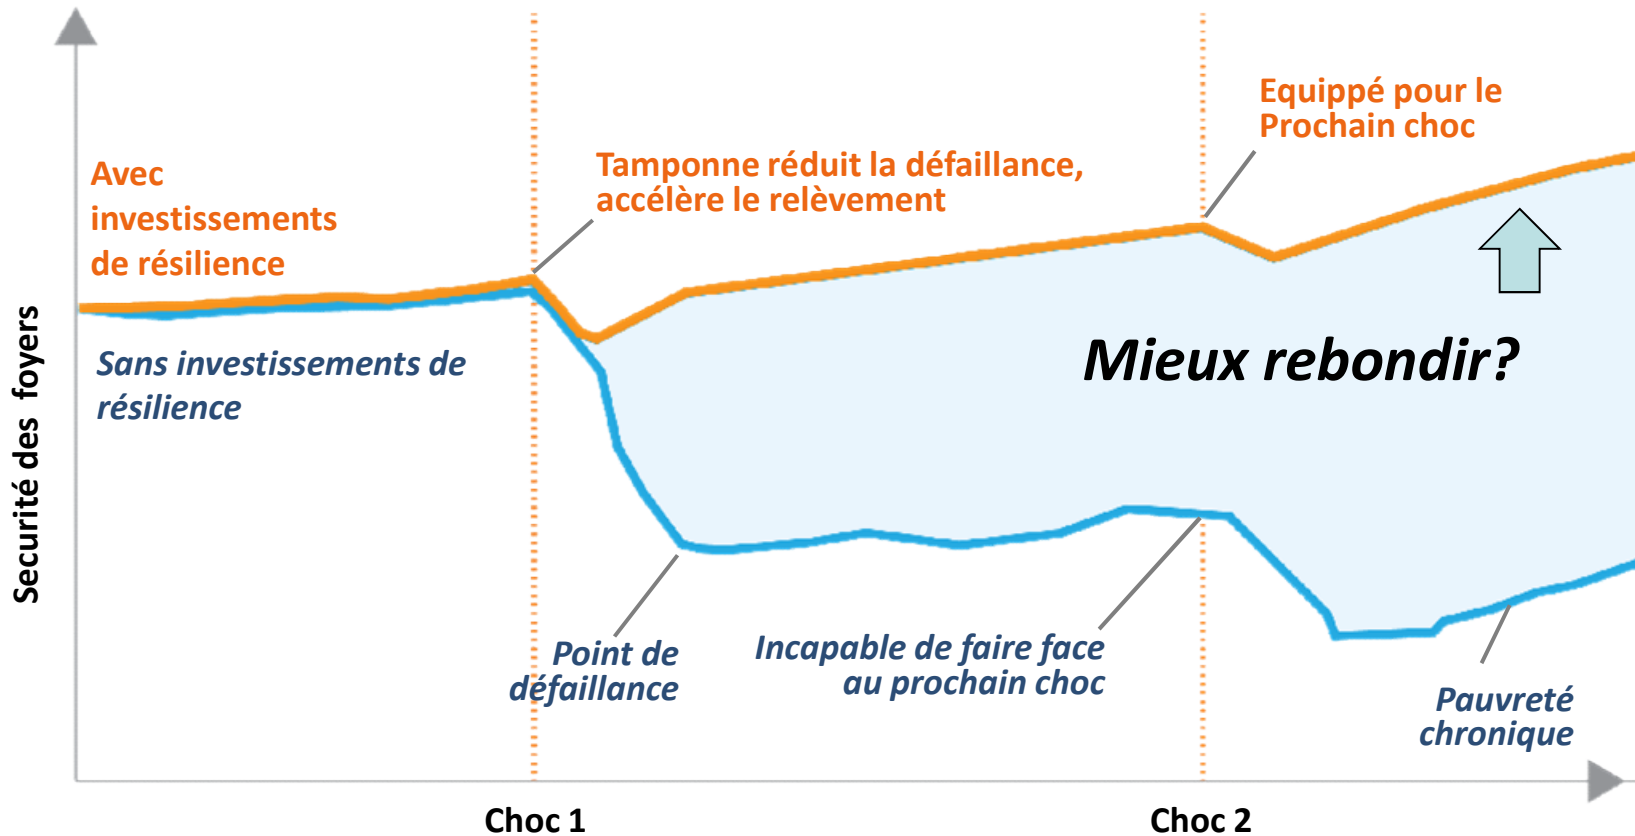 Equippé pour le
Prochain choc
Tamponne réduit la défaillance,
accélère le relèvement
Avec
investissements
de résilience
Mieux rebondir?
Sans investissements de
résilience
Securité des foyers
Point de
défaillance
Incapable de faire face
au prochain choc
Pauvreté
chronique
Choc 1
Choc 2